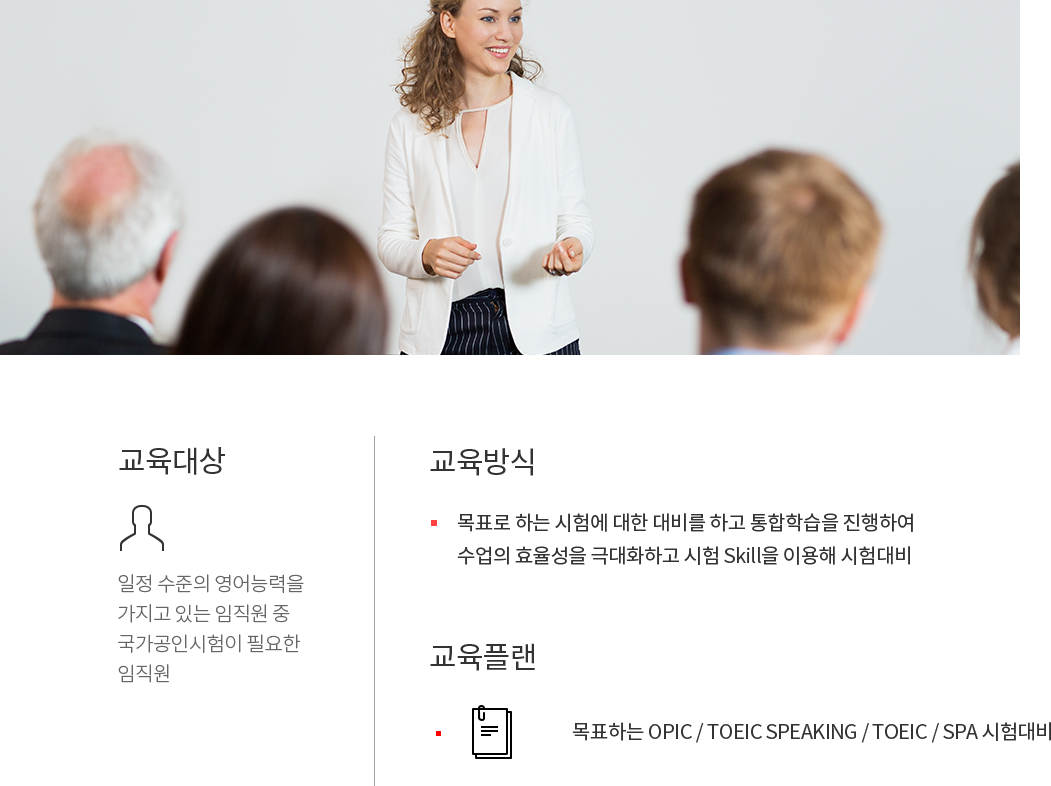 교육대상
일정 수준의 영어능력을
가지고 있는 임직원 중
국가공인시험이 필요한
임직원
교육방식
목표로 하는 시험에 대한 대비를 하고 통합학습을 진행하여
수업의 효율성을 극대화하고 시험 Skill을 이용해 시험대비
교육플랜
목표하는 OPIC / TOEIC SPEAKING / TOEIC / SPA 시험대비